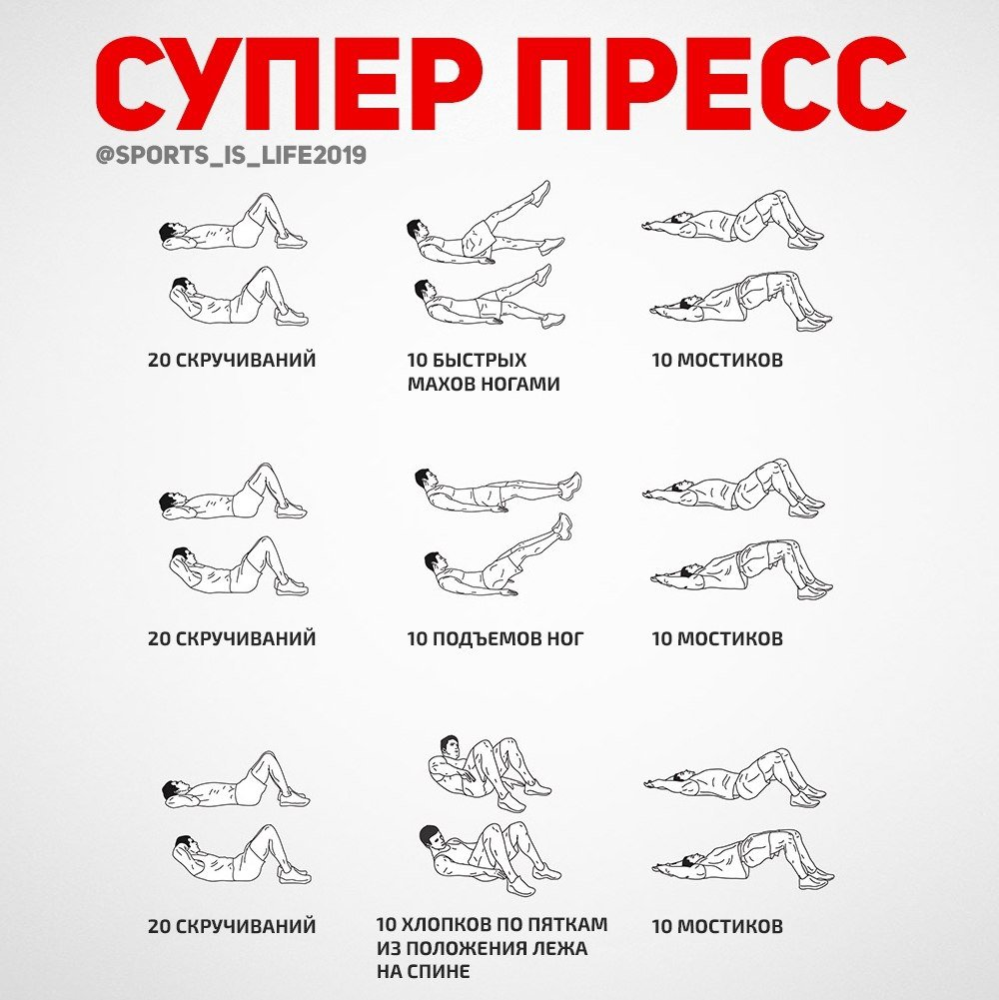 СУПЕР ПРЕСС
@SPORTS_IS_LIFE2019
20 СКРУЧИВАНИЙ
10 БЫСТРЫХ
МАХОВ НОГАМИ
10 МОСТИКОВ
20 СКРУЧИВАНИЙ
10 ПОДЪЕМОВ НОГ
10 МОСТИКОВ
20 СКРУЧИВАНИЙ
10 ХЛОПКОВ ПО ПЯТКАМ
ИЗ ПОЛОЖЕНИЯ ЛЕЖА
НА СПИНЕ
10 МОСТИКОВ